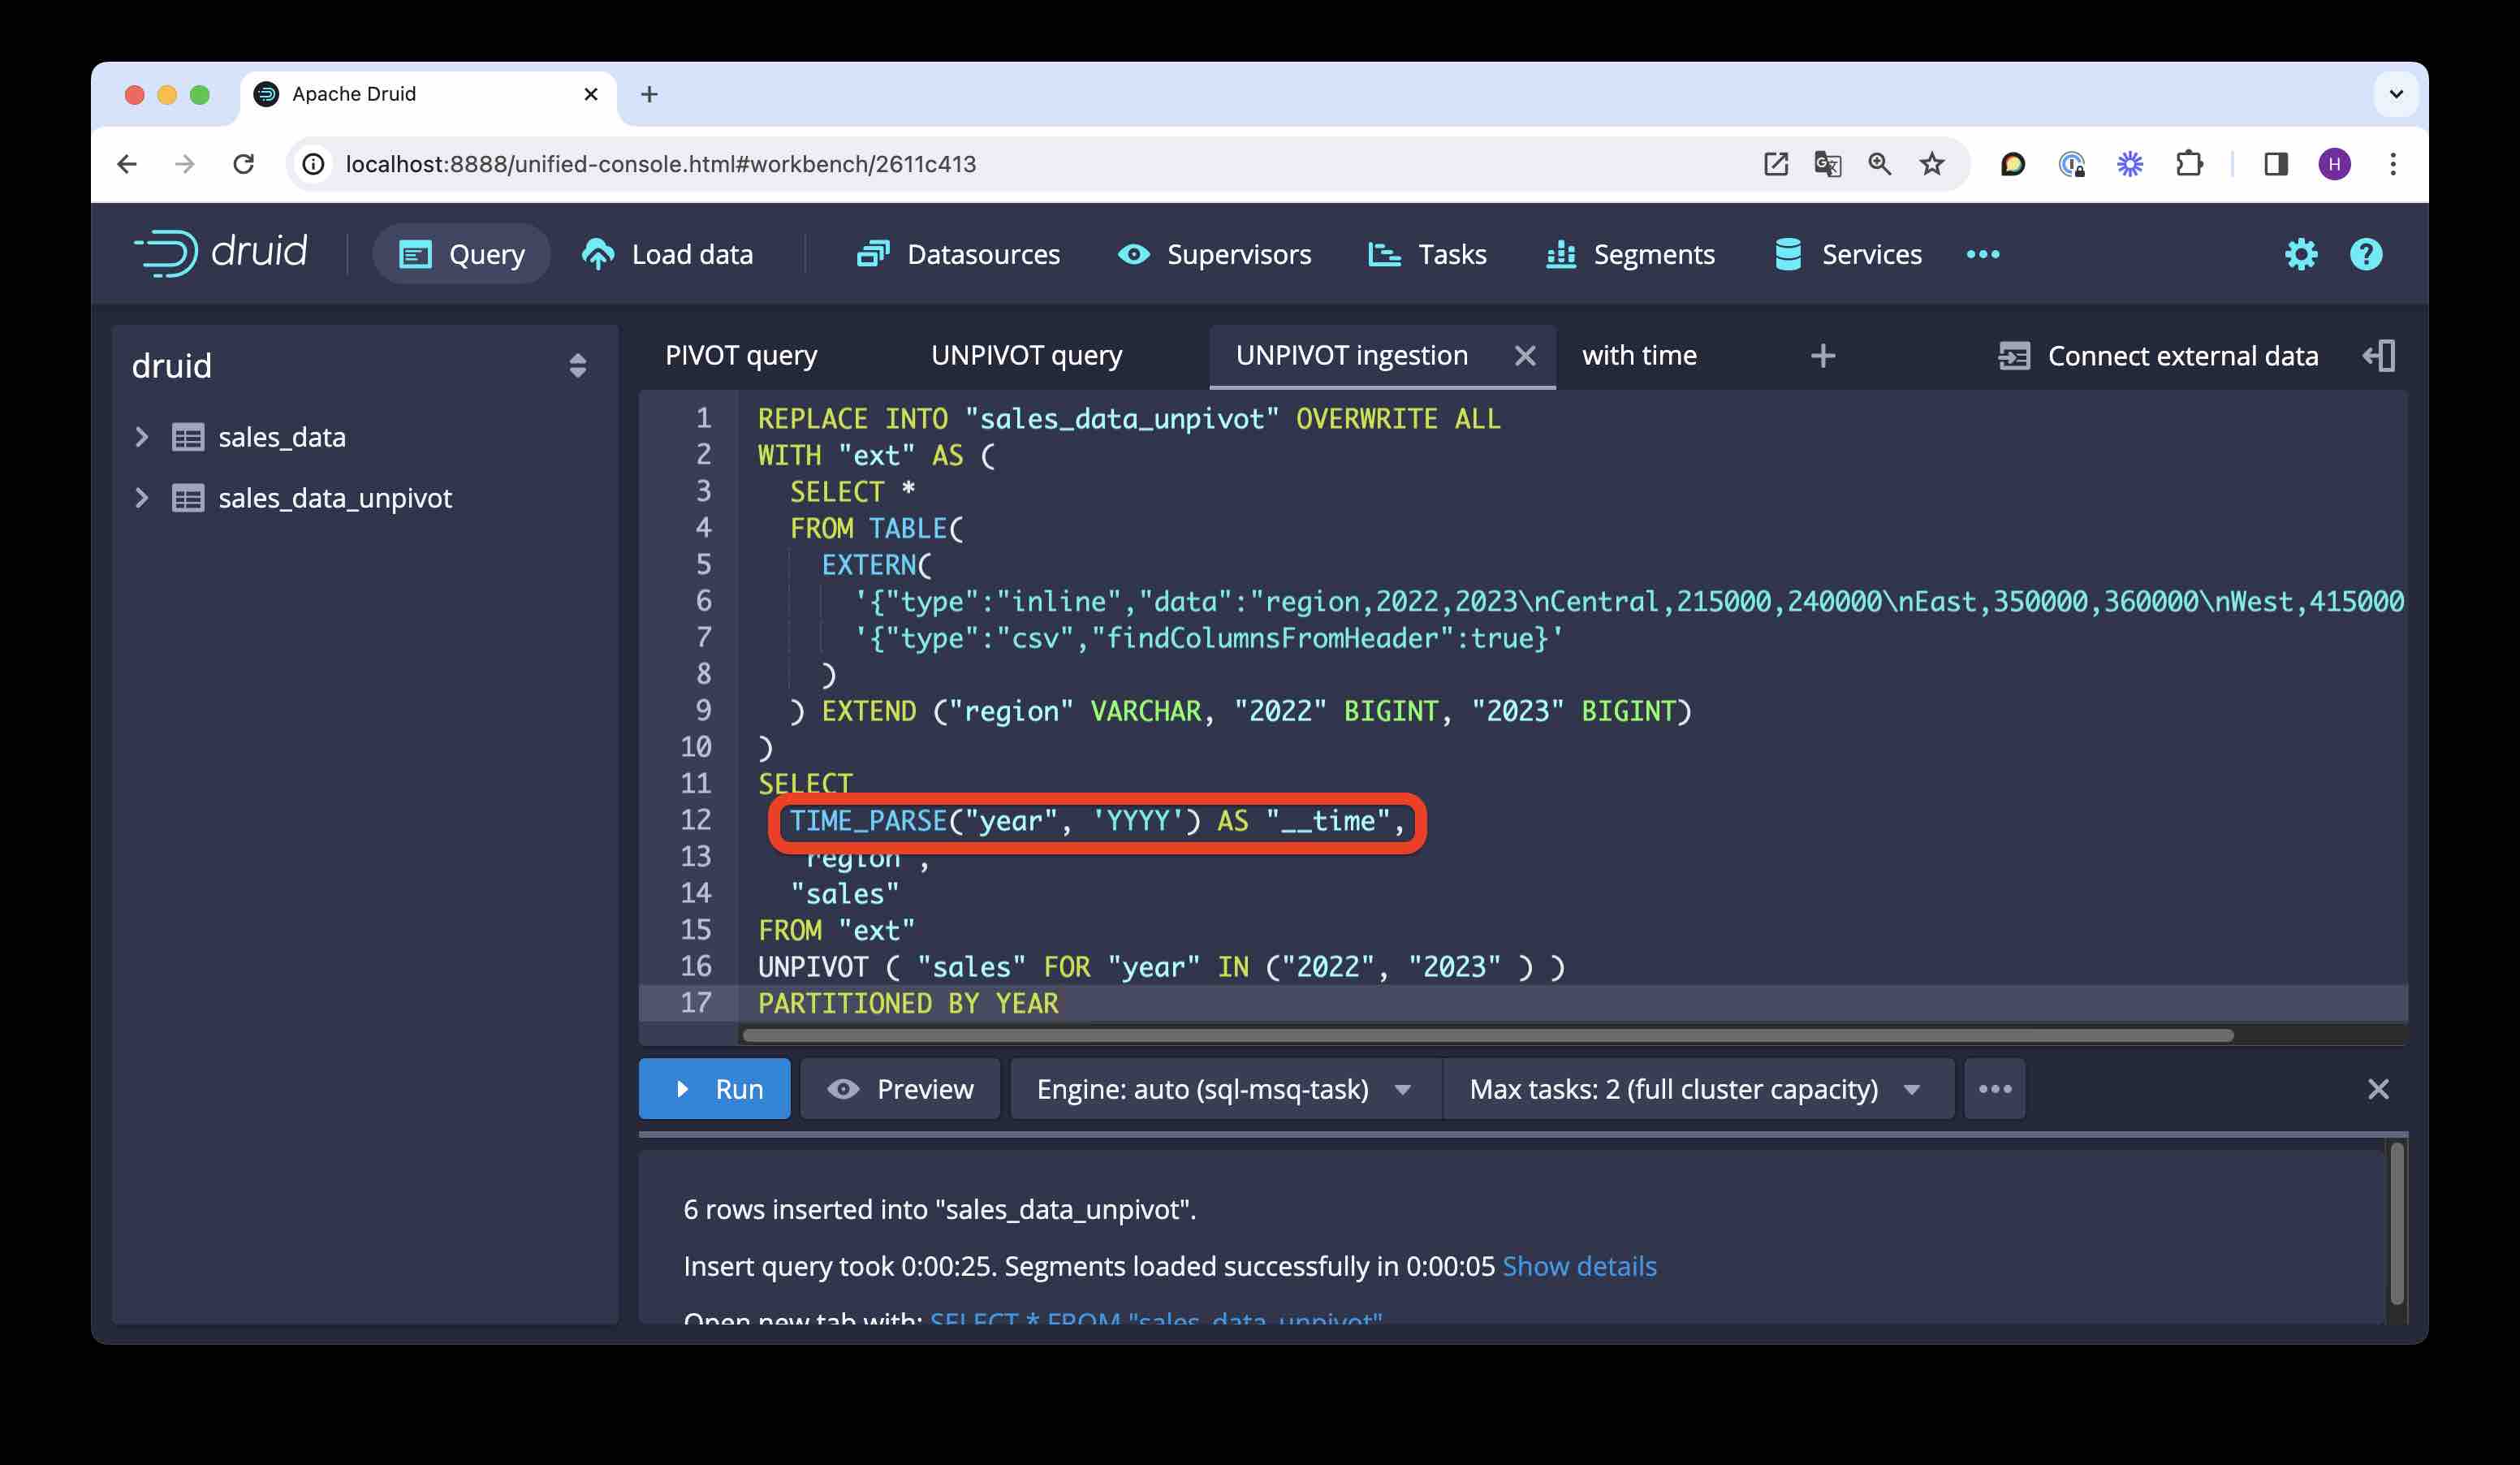 Apache Druid
localhost:8888/unified-console.html#workbench/2611c413
H
druid
Query
Load data
Datasources
Supervisors
Tasks
Segments
Services
druid
sales_data
sales_data_unpivot
PIVOT query
UNPIVOT query
UNPIVOT ingestion
with time
Connect external data
1 REPLACE INTO "sales_data_unpivot" OVERWRITE ALL
2 WITH "ext" AS (
3 SELECT *
4 FROM TABLE(
5 EXTERN(
6 '{"type":"inline","data":"region,2022,2023\nCentral,215000,240000\nEast,350000,360000\nWest,415000
7 '{"type":"csv","findColumnsFromHeader":true}'
8 )
9 ) EXTEND ("region" VARCHAR, "2022" BIGINT, "2023" BIGINT)
10 )
11 SELECT
12 TIME_PARSE("year", 'YYYY') AS "__time",
13 "region",
14 "sales"
15 FROM "ext"
16 UNPIVOT ( "sales" FOR "year" IN ("2022", "2023" ) )
17 PARTITIONED BY YEAR
Run
Preview
Engine: auto (sql-msq-task)
Max tasks: 2 (full cluster capacity)
6 rows inserted into "sales_data_unpivot".
Insert query took 0:00:25. Segments loaded successfully in 0:00:05 Show details
Open new tab with: SELECT * FROM "sales_data_unpivot"